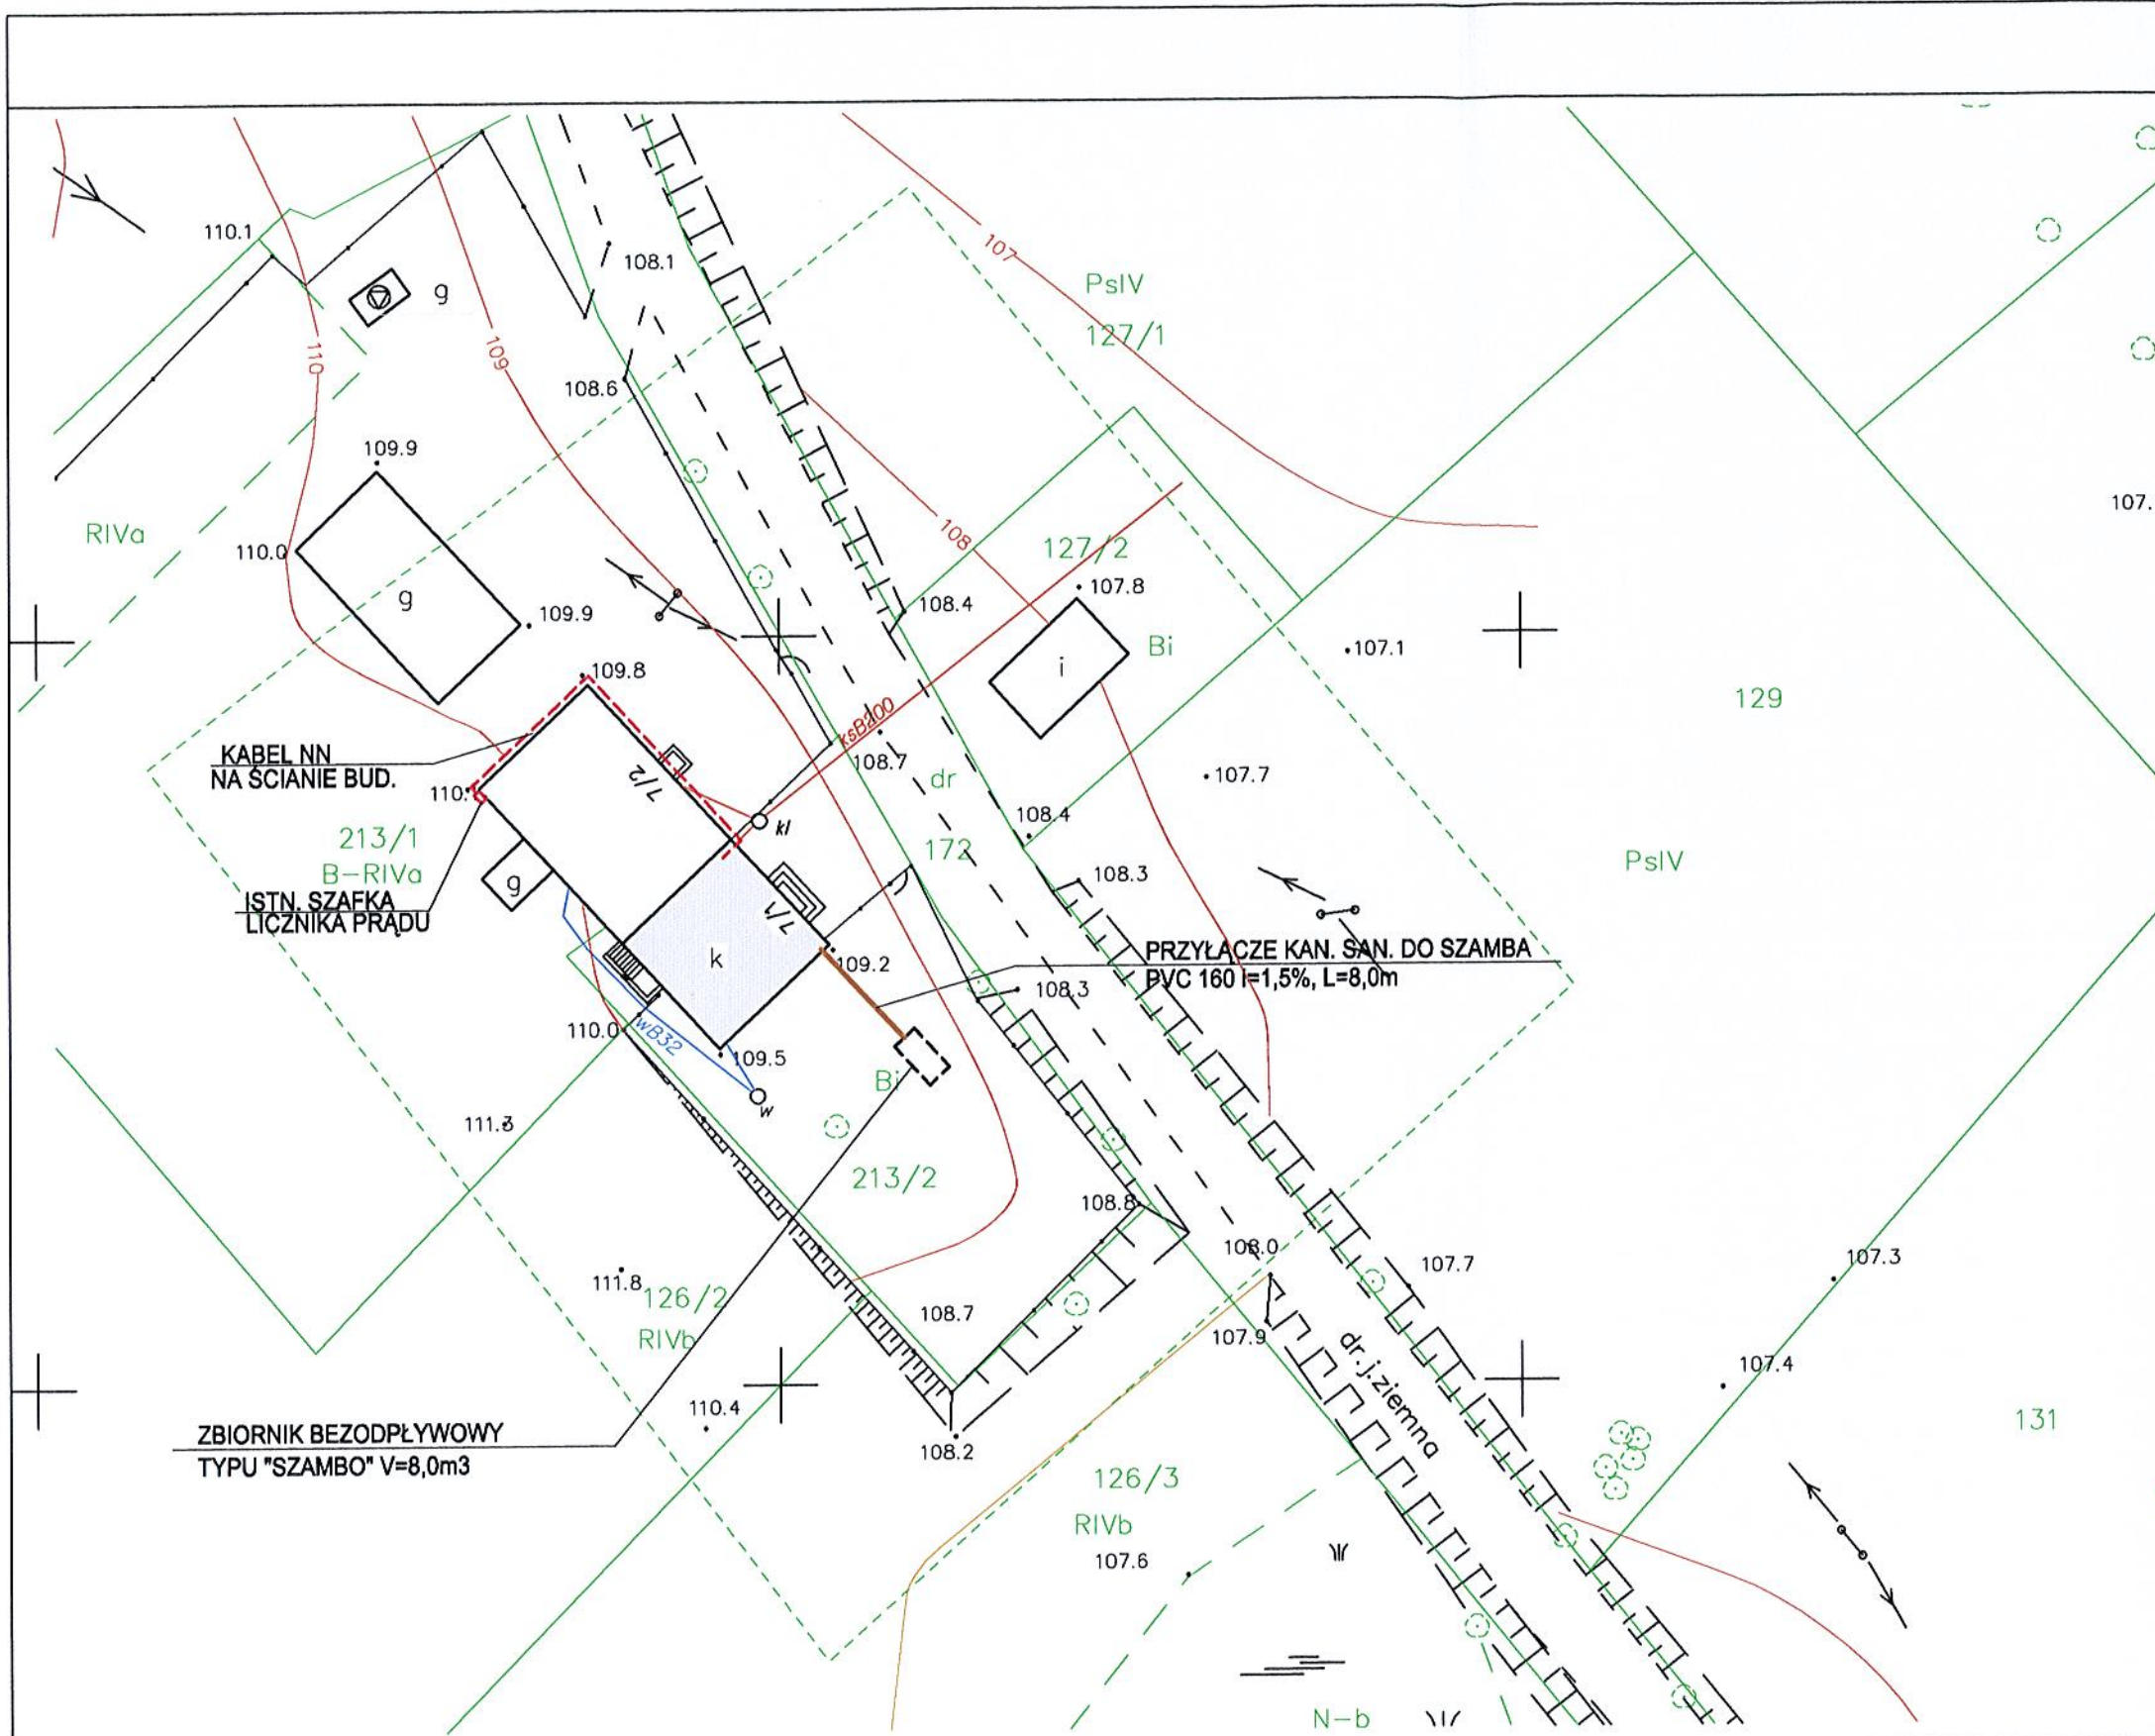 110.1
g
108.1
107
PsIV
127/1
110
109
108.6
109.9
RIVa
107.
110.0
g
109.9
108
127/2
107.8
108.4
i
Bi
107.1
109.8
129
ksB200
KABEL NN
NA ŚCIANIE BUD.
7/2
108.7
dr
107.7
110.
kl
108.4
213/1
172
B-RIVa
PsIV
g
108.3
ISTN. SZAFKA
LICZNIKA PRĄDU
7/1
k
109.2
PRZYŁĄCZE KAN. SAN. DO SZAMBA
PVC 160 i=1,5%, L=8,0m
108.3
110.0
wB32
109.5
Bi
w
111.3
213/2
108.8
108.0
107.7
107.3
111.8
126/2
108.7
RIVb
107.9
dr.j.ziemna
107.4
110.4
131
ZBIORNIK BEZODPŁYWOWY
108.2
TYPU "SZAMBO" V=8,0m3
126/3
RIVb
107.6
N-b